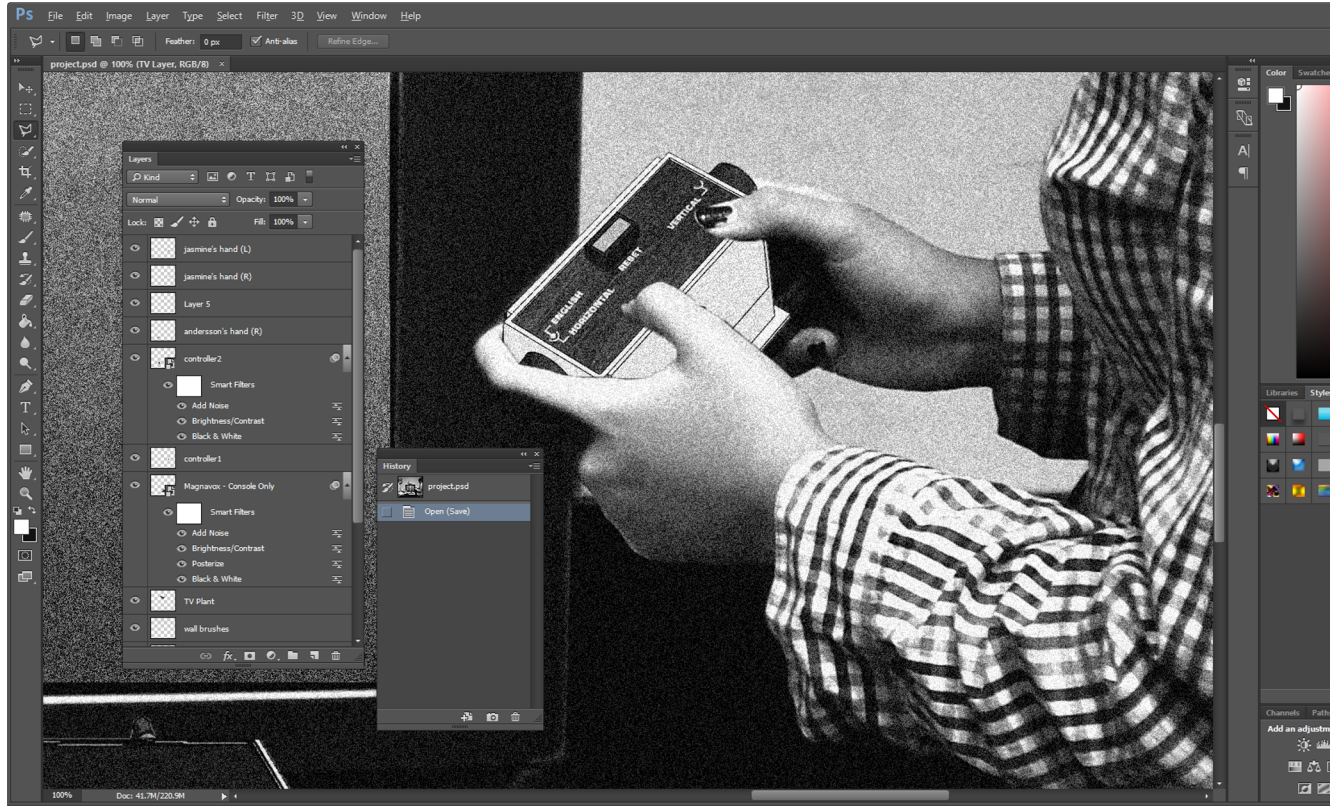 Ps File Edit Image Layer Type Select Filter 3D View Window Help
Feather: 0 px Anti-alias Refine Edge...
project.psd @ 100% (TV Layer, RGB/8) ×
Color Swatche
Layers
Kind
Normal Opacity: 100%
Lock: Fill: 100%
jasmine's hand (L)
jasmine's hand (R)
Layer 5
andersson's hand (R)
controller2
Smart Filters
Add Noise
Brightness/Contrast
Black & White
controller1
Magnavox - Console Only
Smart Filters
Add Noise
Brightness/Contrast
Posterize
Black & White
TV Plant
wall brushes
VERTICAL
RESET
ENGLISH
HORIZONTAL
History
project.psd
Open (Save)
Libraries Style
Channels Path
Add an adjustm
100% Doc: 41.7M/220.9M